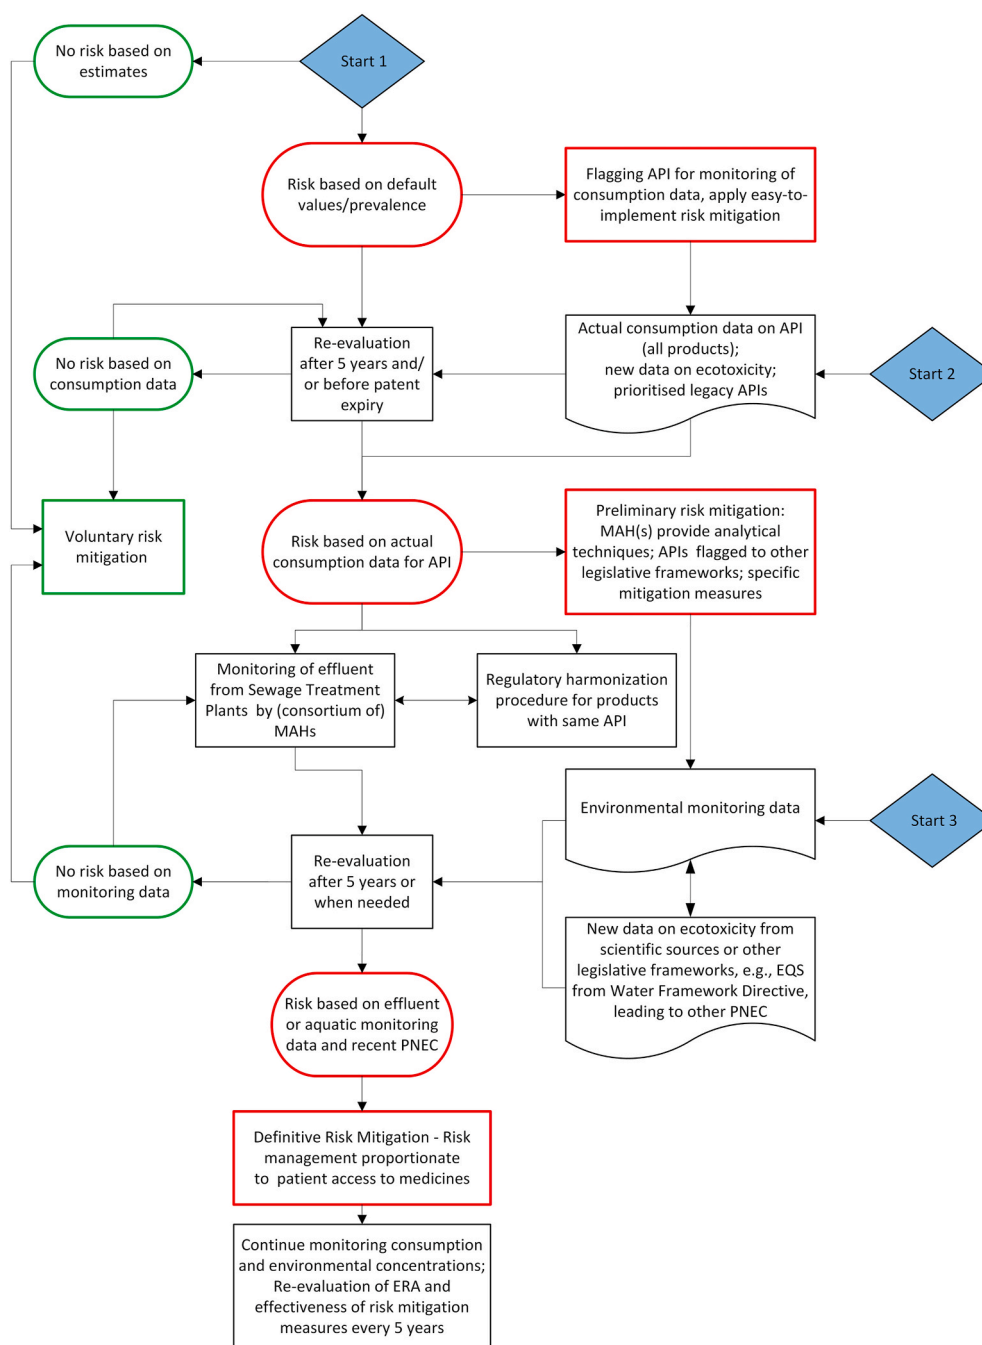 No risk based on
estimates
Start 1
Risk based on default
values/prevalence
Flagging API for monitoring of
consumption data, apply easy-to-
implement risk mitigation
No risk based on
consumption data
Re-evaluation
after 5 years and/
or before patent
expiry
Actual consumption data on API
(all products);
new data on ecotoxicity;
prioritised legacy APIs
Start 2
Voluntary risk
mitigation
Risk based on actual
consumption data for API
Preliminary risk mitigation:
MAH(s) provide analytical
techniques; APIs flagged to other
legislative frameworks; specific
mitigation measures
Monitoring of effluent
from Sewage Treatment
Plants by (consortium of)
MAHs
Regulatory harmonization
procedure for products
with same API
Environmental monitoring data
Start 3
No risk based on
monitoring data
Re-evaluation
after 5 years or
when needed
New data on ecotoxicity from
scientific sources or other
legislative frameworks, e.g., EQS
from Water Framework Directive,
leading to other PNEC
Risk based on effluent
or aquatic monitoring
data and recent PNEC
Definitive Risk Mitigation - Risk
management proportionate
to patient access to medicines
Continue monitoring consumption
and environmental concentrations;
Re-evaluation of ERA and
effectiveness of risk mitigation
measures every 5 years